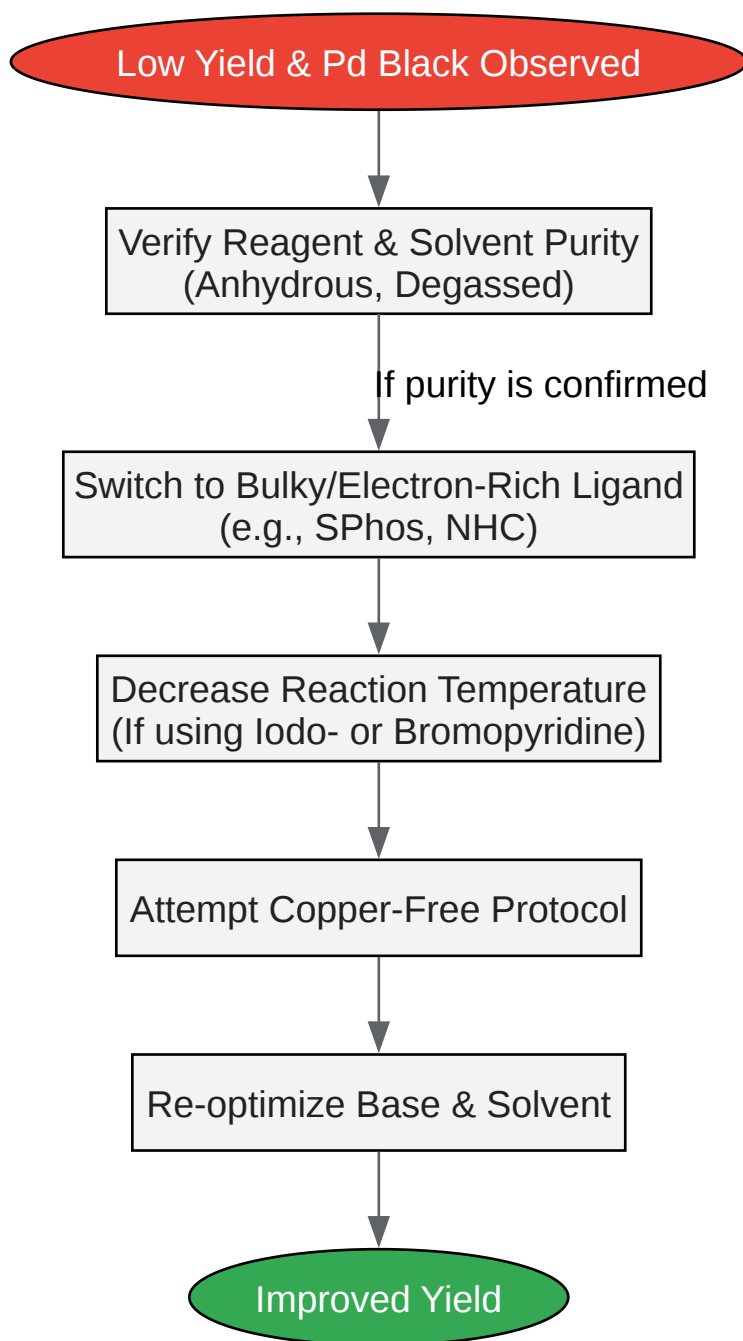 Low Yield & Pd Black Observed
Verify Reagent & Solvent Purity
(Anhydrous, Degassed)
If purity is confirmed
Switch to Bulky/Electron-Rich Ligand
(e.g., SPhos, NHC)
Decrease Reaction Temperature
(If using Iodo- or Bromopyridine)
Attempt Copper-Free Protocol
Re-optimize Base & Solvent
Improved Yield